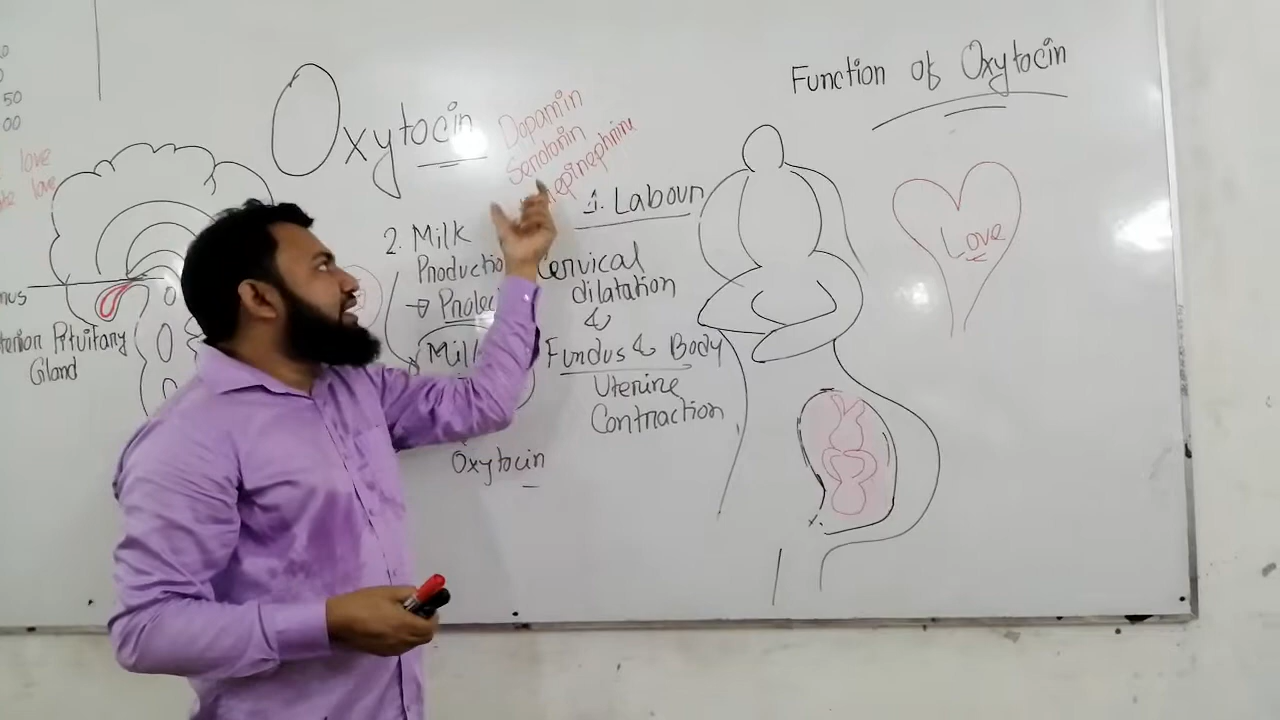 50
00
love
love
Oxytocin
Dopamin
Serotonin
Function of Oxytocin
1. Labour
Cervical
dilatation
&
Fundus & Body
Uterine
Contraction
2. Milk
Production
Oxytocin
Love
Pituitary
Gland